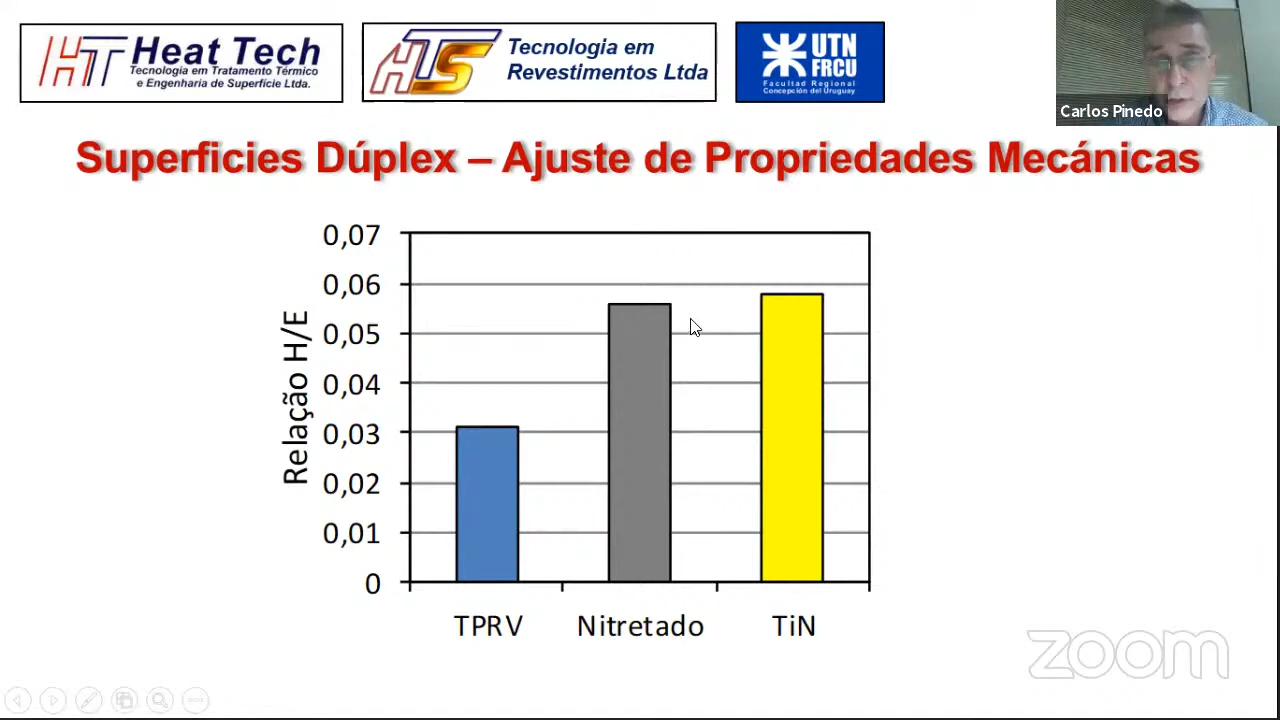 HT Heat Tech
Tecnologia em Tratamento Térmico
e Engenharia de Superfície Ltda.
HTS Tecnologia em
Revestimentos Ltda
UTN
FRCU
Facultad Regional
Concepción del Uruguay
Carlos Pinedo
Superficies Dúplex – Ajuste de Propriedades Mecánicas
Relação H/E
0,07
0,06
0,05
0,04
0,03
0,02
0,01
0
TPRV Nitretado TiN
zoom